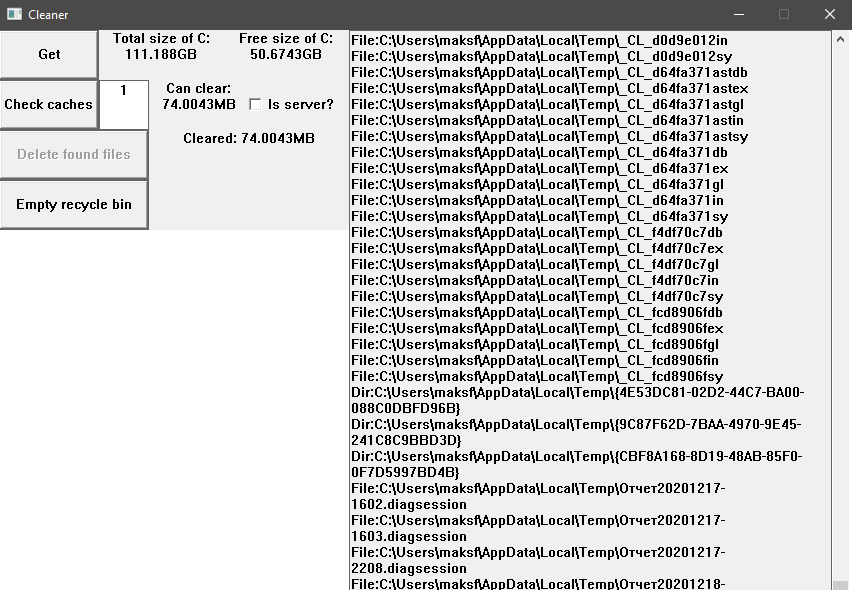 Cleaner
Get
Total size of C:
111.188GB
Free size of C:
50.6743GB
Check caches
1
Can clear:
74.0043MB
Is server?
Delete found files
Cleared: 74.0043MB
Empty recycle bin
File:C:\Users\maksf\AppData\Local\Temp\_CL_d0d9e012in
File:C:\Users\maksf\AppData\Local\Temp\_CL_d0d9e012sy
File:C:\Users\maksf\AppData\Local\Temp\_CL_d64fa371astdb
File:C:\Users\maksf\AppData\Local\Temp\_CL_d64fa371astex
File:C:\Users\maksf\AppData\Local\Temp\_CL_d64fa371astgl
File:C:\Users\maksf\AppData\Local\Temp\_CL_d64fa371astin
File:C:\Users\maksf\AppData\Local\Temp\_CL_d64fa371astsy
File:C:\Users\maksf\AppData\Local\Temp\_CL_d64fa371db
File:C:\Users\maksf\AppData\Local\Temp\_CL_d64fa371ex
File:C:\Users\maksf\AppData\Local\Temp\_CL_d64fa371gl
File:C:\Users\maksf\AppData\Local\Temp\_CL_d64fa371in
File:C:\Users\maksf\AppData\Local\Temp\_CL_d64fa371sy
File:C:\Users\maksf\AppData\Local\Temp\_CL_f4df70c7db
File:C:\Users\maksf\AppData\Local\Temp\_CL_f4df70c7ex
File:C:\Users\maksf\AppData\Local\Temp\_CL_f4df70c7gl
File:C:\Users\maksf\AppData\Local\Temp\_CL_f4df70c7in
File:C:\Users\maksf\AppData\Local\Temp\_CL_f4df70c7sy
File:C:\Users\maksf\AppData\Local\Temp\_CL_fcd8906fdb
File:C:\Users\maksf\AppData\Local\Temp\_CL_fcd8906fex
File:C:\Users\maksf\AppData\Local\Temp\_CL_fcd8906fgl
File:C:\Users\maksf\AppData\Local\Temp\_CL_fcd8906fin
File:C:\Users\maksf\AppData\Local\Temp\_CL_fcd8906fsy
Dir:C:\Users\maksf\AppData\Local\Temp\{4E53DC81-02D2-44C7-BA00-
088C0DBFD96B}
Dir:C:\Users\maksf\AppData\Local\Temp\{9C87F62D-7BAA-4970-9E45-
241C8C9BBD3D}
Dir:C:\Users\maksf\AppData\Local\Temp\{CBF8A168-8D19-48AB-85F0-
0F7D5997BD4B}
File:C:\Users\maksf\AppData\Local\Temp\Отчет20201217-
1602.diagsession
File:C:\Users\maksf\AppData\Local\Temp\Отчет20201217-
1603.diagsession
File:C:\Users\maksf\AppData\Local\Temp\Отчет20201217-
2208.diagsession
File:C:\Users\maksf\AppData\Local\Temp\Отчет20201218-